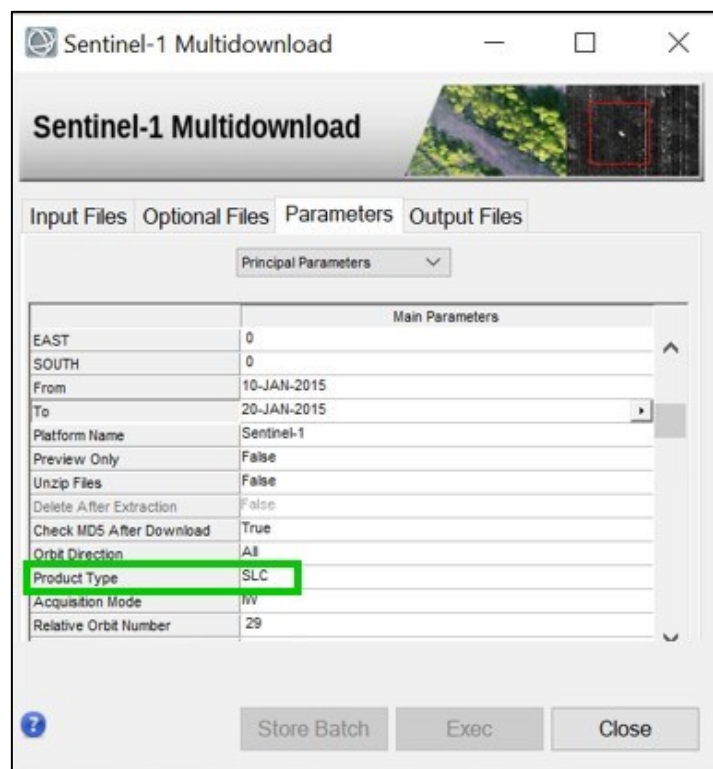 Sentinel-1 Multidownload
Sentinel-1 Multidownload
Input Files Optional Files Parameters Output Files
Principal Parameters
Main Parameters
EAST 0
SOUTH 0
From 10-JAN-2015
To 20-JAN-2015
Platform Name Sentinel-1
Preview Only False
Unzip Files False
Delete After Extraction False
Check MD5 After Download True
Orbit Direction All
Product Type SLC
Acquisition Mode IW
Relative Orbit Number 29
? Store Batch Exec Close